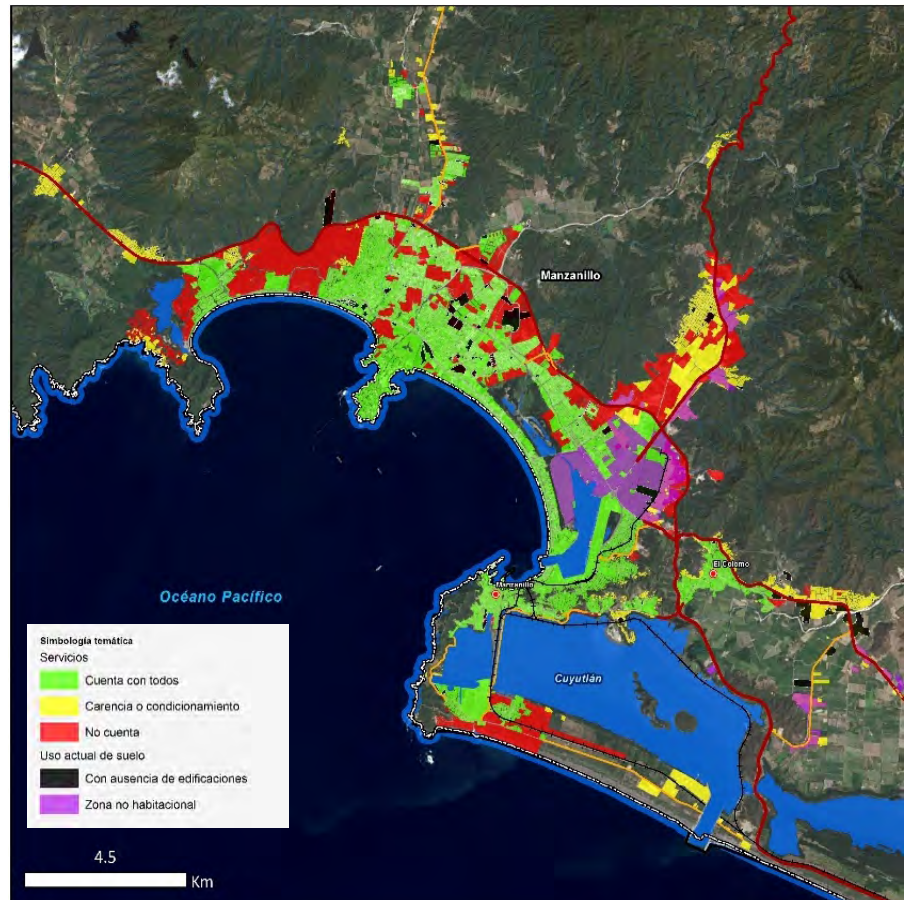 Manzanillo
El Colomo
Manzanillo
Océano Pacífico
Cuyutlán
Simbología temática
Servicios
Cuenta con todos
Carencia o condicionamiento
No cuenta
Uso actual de suelo
Con ausencia de edificaciones
Zona no habitacional
4.5
Km